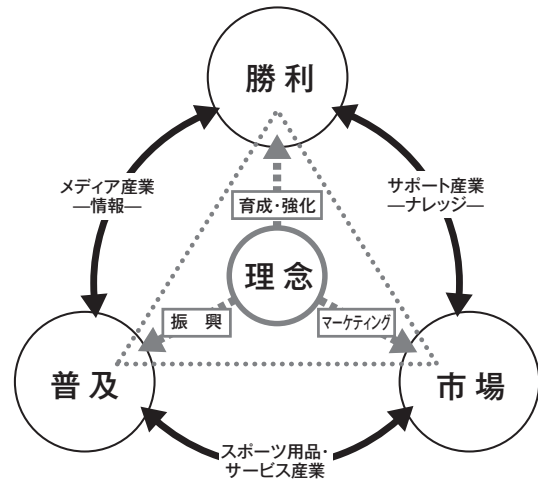 勝利
メディア産業
―情報―
サポート産業
―ナレッジ―
育成・強化
理念
振　興
マーケティング
普及
市場
スポーツ用品・
サービス産業